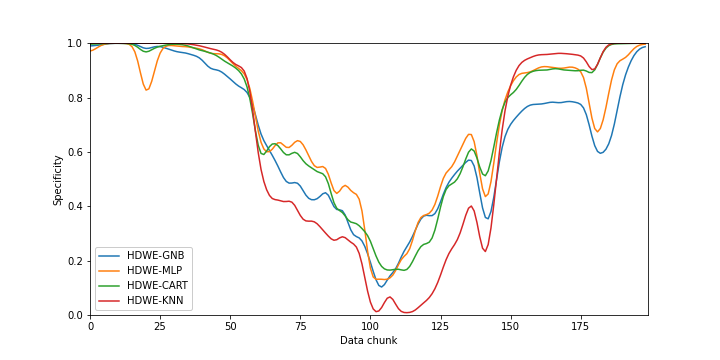 1.0
0.8
0.6
0.4
0.2
0.0
Specificity
HDWE-GNB
HDWE-MLP
HDWE-CART
HDWE-KNN
0 25 50 75 100 125 150 175
Data chunk